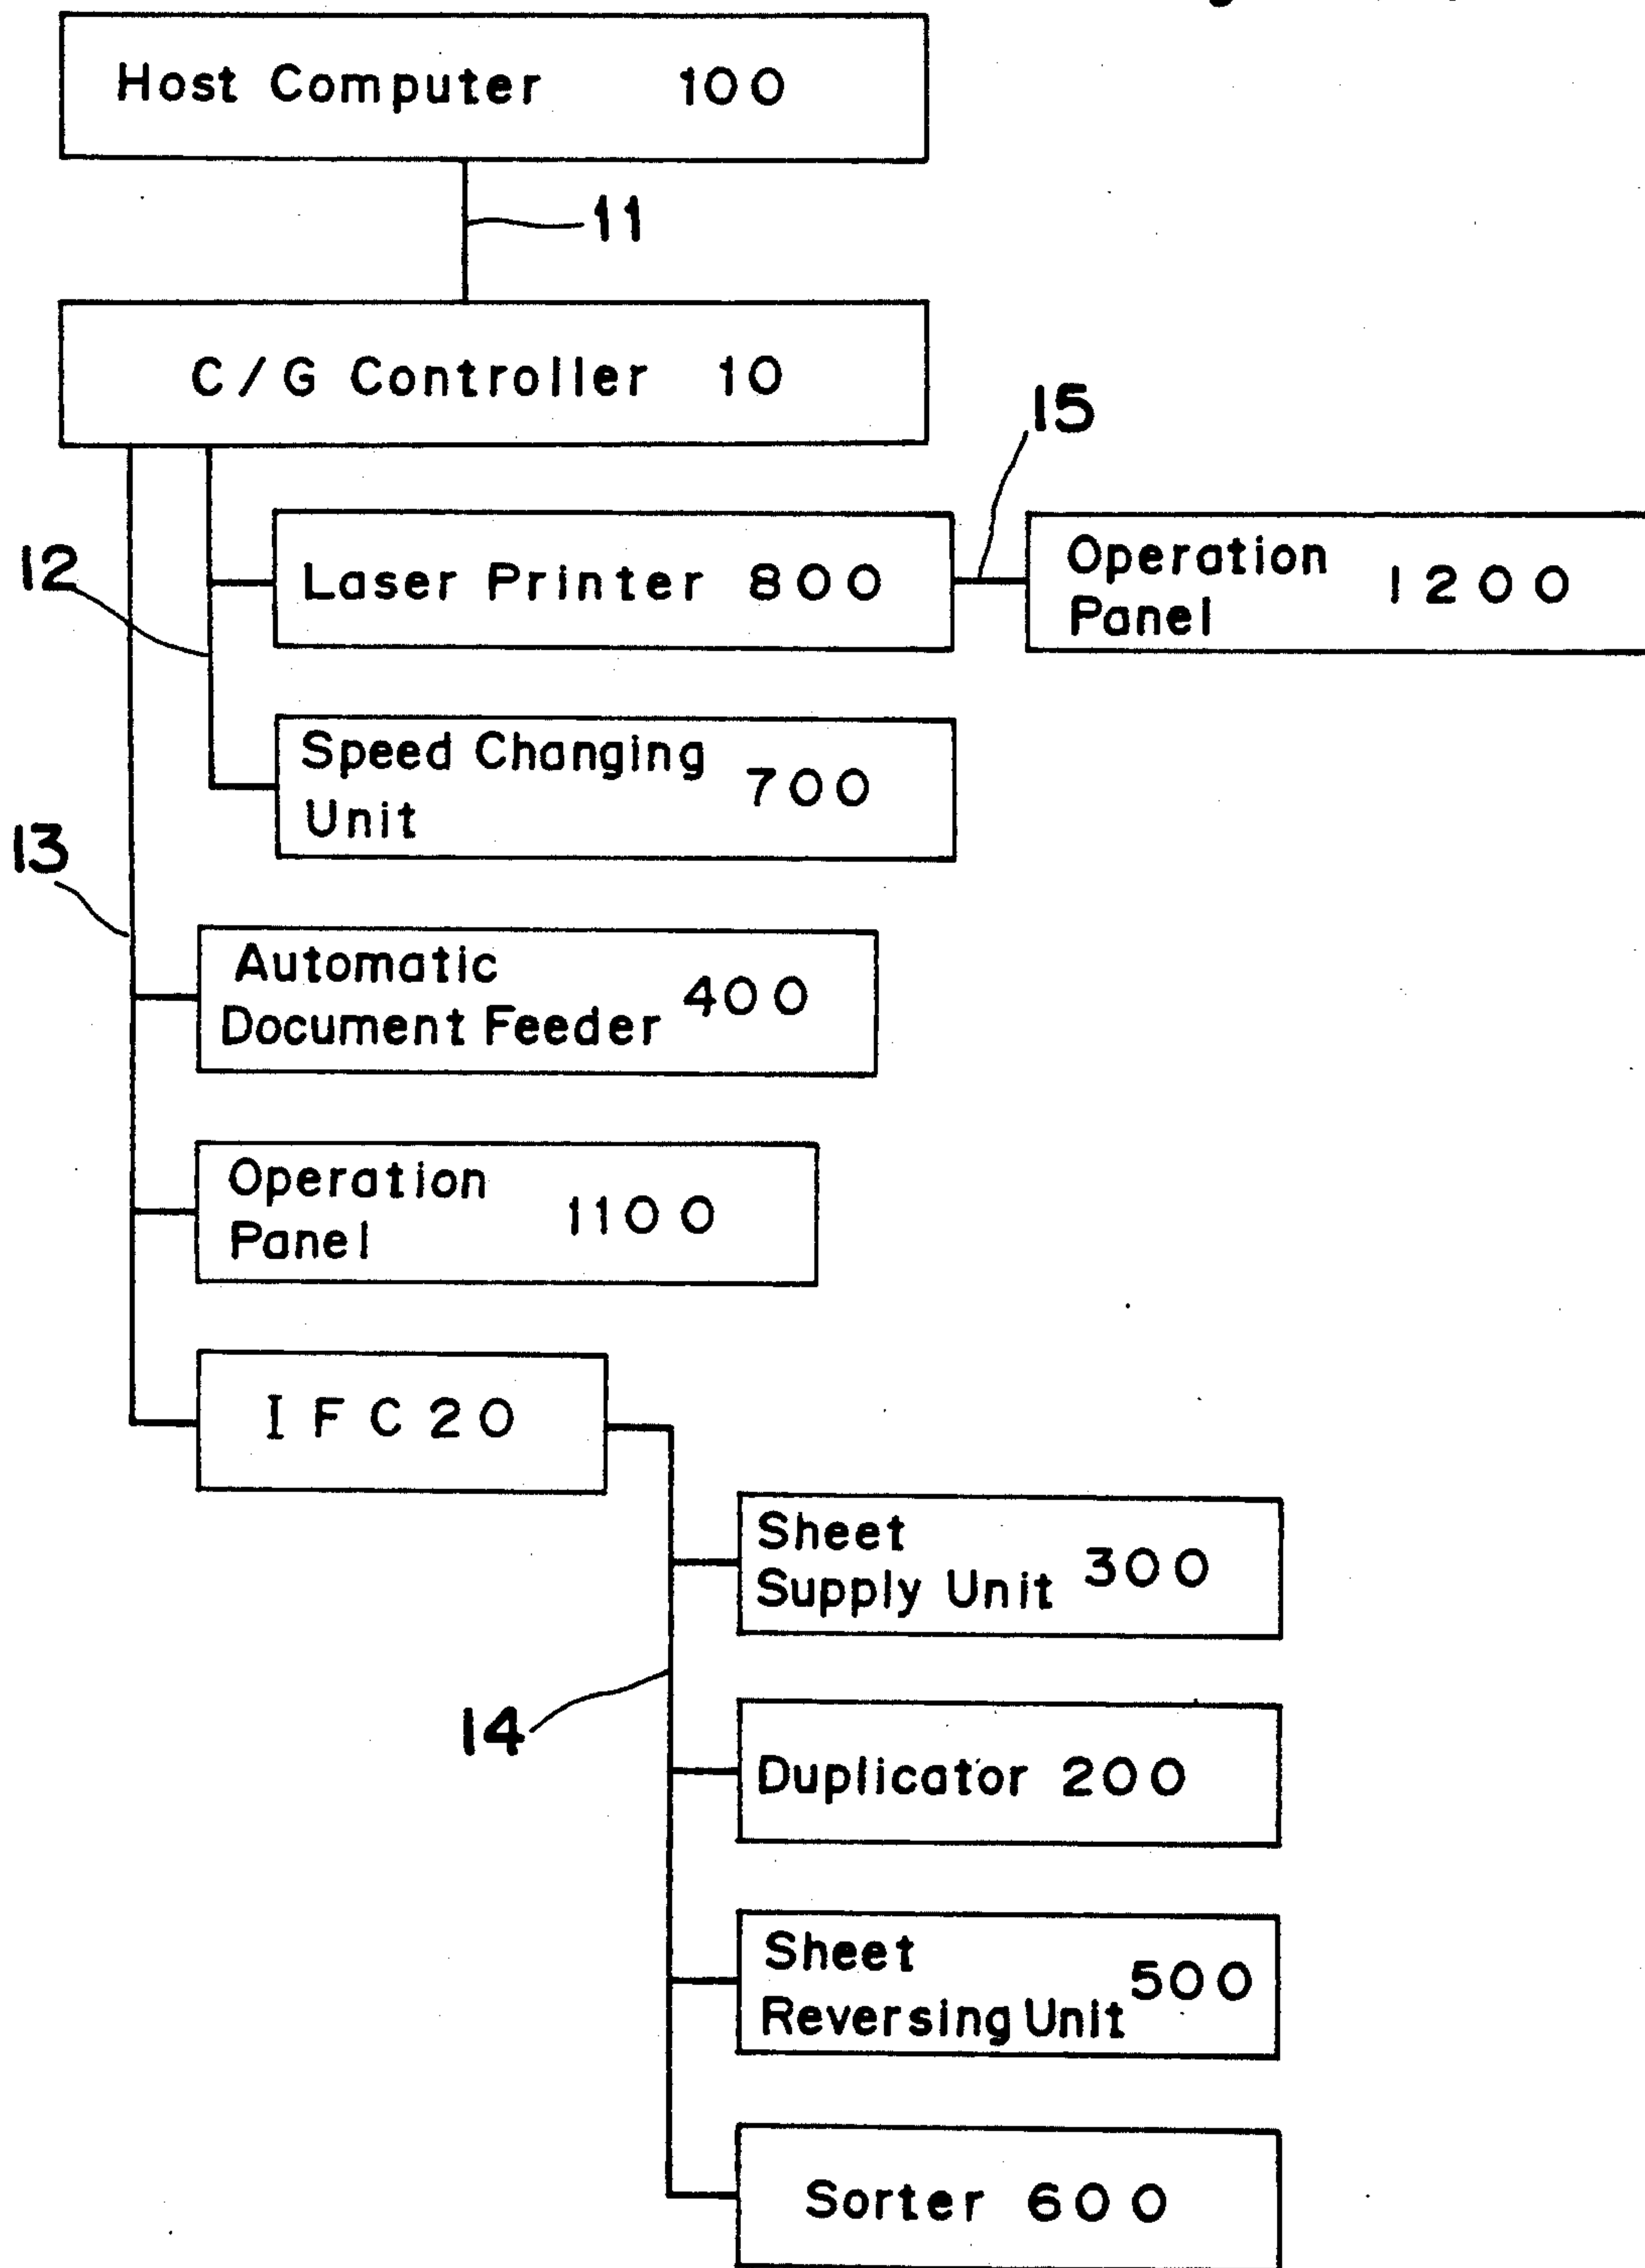 Host Computer 100
11
C/G Controller 10
15
12
Laser Printer 800
Operation
Panel 1200
Speed Changing
Unit 700
13
Automatic
Document Feeder 400
Operation
Panel 1100
IFC20
Sheet
Supply Unit 300
14
Duplicator 200
Sheet
Reversing Unit 500
Sorter 600